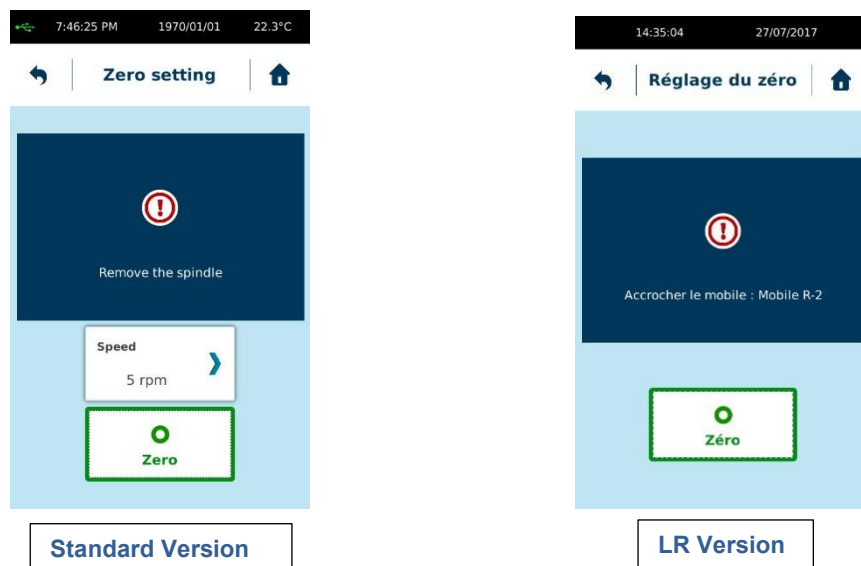 7:46:25 PM 1970/01/01 22.3°C
Zero setting
Remove the spindle
Speed
5 rpm
Zero
Standard Version
14:35:04 27/07/2017
Réglage du zéro
Accrocher le mobile : Mobile R-2
Zéro
LR Version